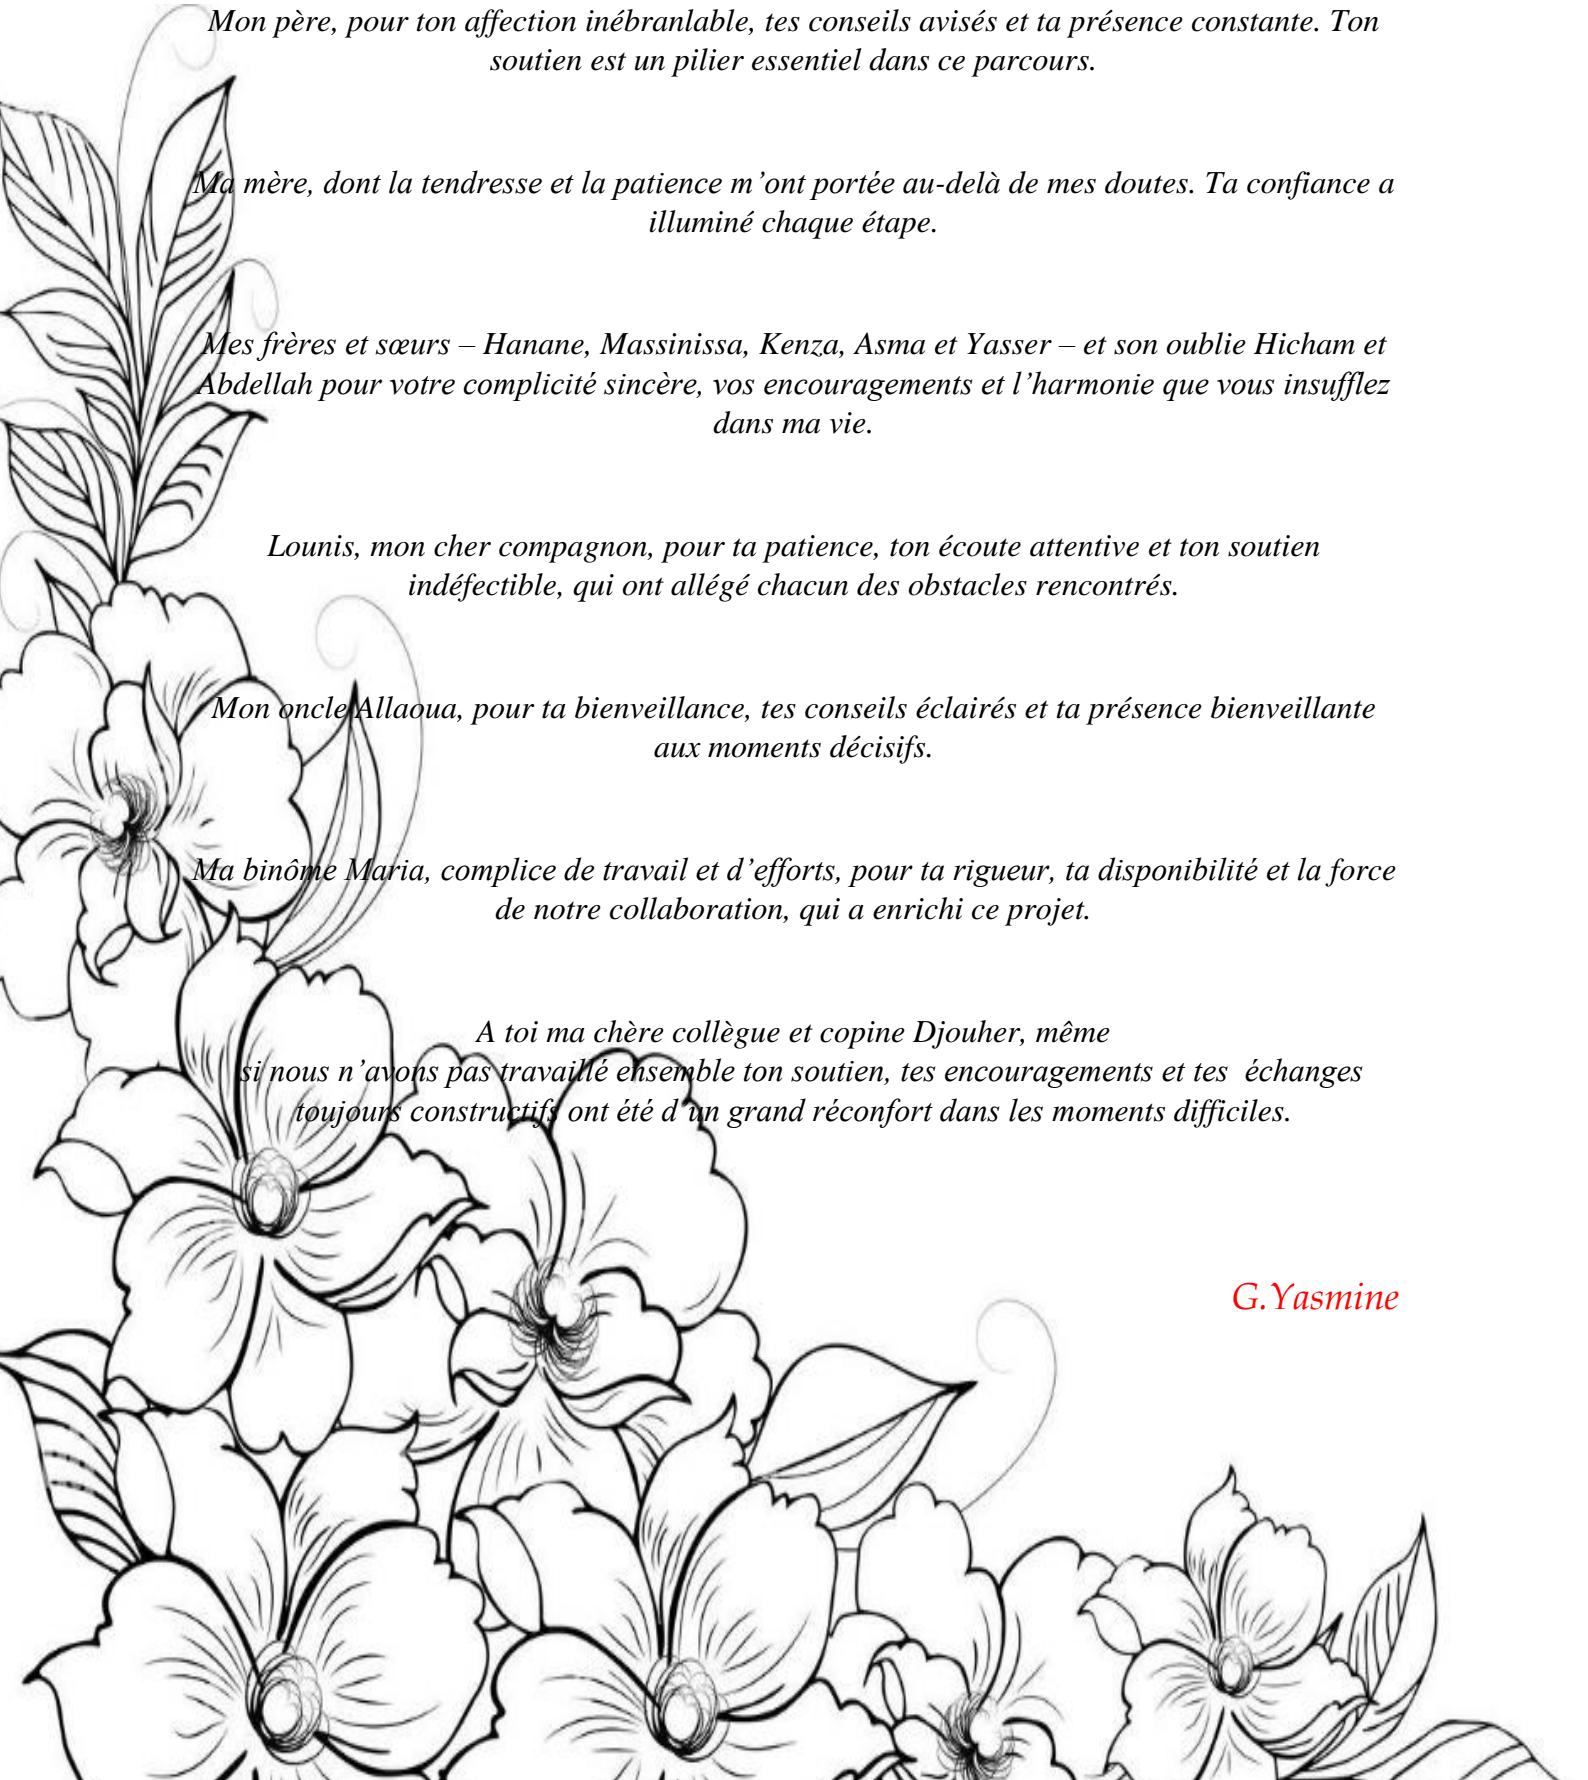 Mon père, pour ton affection inébranlable, tes conseils avisés et ta présence constante. Ton
soutien est un pilier essentiel dans ce parcours.
Ma mère, dont la tendresse et la patience m’ont portée au-delà de mes doutes. Ta confiance a
illuminé chaque étape.
Mes frères et sœurs – Hanane, Massinissa, Kenza, Asma et Yasser – et son oublie Hicham et
Abdellah pour votre complicité sincère, vos encouragements et l’harmonie que vous insufflez
dans ma vie.
Lounis, mon cher compagnon, pour ta patience, ton écoute attentive et ton soutien
indéfectible, qui ont allégé chacun des obstacles rencontrés.
Mon oncle Allaoua, pour ta bienveillance, tes conseils éclairés et ta présence bienveillante
aux moments décisifs.
Ma binôme Maria, complice de travail et d’efforts, pour ta rigueur, ta disponibilité et la force
de notre collaboration, qui a enrichi ce projet.
A toi ma chère collègue et copine Djouher, même
si nous n’avons pas travaillé ensemble ton soutien, tes encouragements et tes  échanges
toujours constructifs ont été d’un grand réconfort dans les moments difficiles.
G.Yasmine